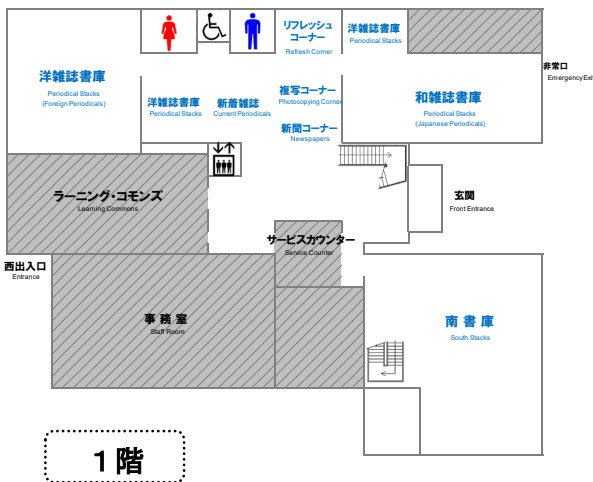 リフレッシュ
コーナー
Refresh Corner
洋雑誌書庫
Periodical Stacks
非常口
Emergency Exi
洋雑誌書庫
Periodical Stacks
(Foreign Periodicals)
洋雑誌書庫
Periodical Stacks
新着雑誌
Current Periodicals
複写コーナー
Photocopying Corner
和雑誌書庫
Periodical Stacks
(Japanese Periodicals)
新聞コーナー
Newspapers
ラーニング・コモンズ
Learning Commons
玄関
Front Entrance
サービスカウンター
Service Counter
西出入口
Entrance
事務室
Staff Room
南書庫
South Stacks
1階